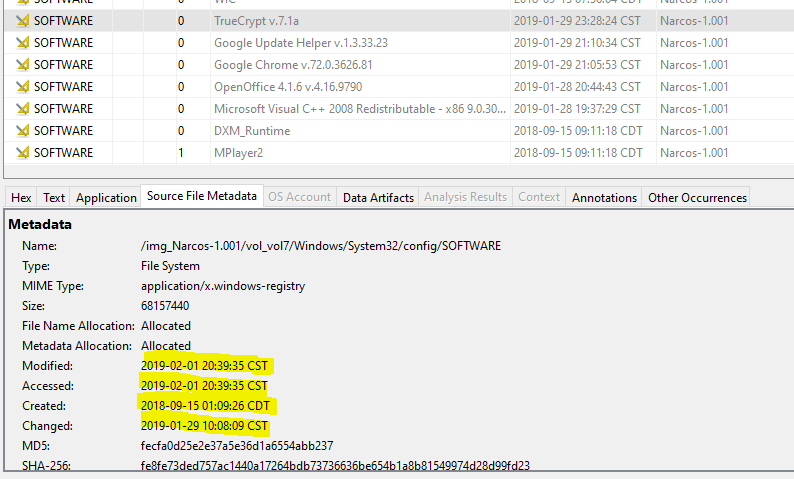 SOFTWARE 0 TrueCrypt v.7.1a 2019-01-29 23:28:24 CST Narcos-1.001
SOFTWARE 0 Google Update Helper v.1.3.33.23 2019-01-29 21:10:34 CST Narcos-1.001
SOFTWARE 0 Google Chrome v.72.0.3626.81 2019-01-29 21:05:53 CST Narcos-1.001
SOFTWARE 0 OpenOffice 4.1.6 v.4.16.9790 2019-01-28 20:44:43 CST Narcos-1.001
SOFTWARE 0 Microsoft Visual C++ 2008 Redistributable - x86 9.0.30... 2019-01-28 19:37:29 CST Narcos-1.001
SOFTWARE 0 DXM_Runtime 2018-09-15 09:11:18 CDT Narcos-1.001
SOFTWARE 1 MPlayer2 2018-09-15 09:11:18 CDT Narcos-1.001
Hex Text Application Source File Metadata OS Account Data Artifacts Analysis Results Context Annotations Other Occurrences
Metadata
Name: /img_Narcos-1.001/vol_vol7/Windows/System32/config/SOFTWARE
Type: File System
MIME Type: application/x.windows-registry
Size: 68157440
File Name Allocation: Allocated
Metadata Allocation: Allocated
Modified: 2019-02-01 20:39:35 CST
Accessed: 2019-02-01 20:39:35 CST
Created: 2018-09-15 01:09:26 CDT
Changed: 2019-01-29 10:08:09 CST
MD5: fecfa0d25e2e37a5e36d1a6554abb237
SHA-256: fe8fe73ded757ac1440a17264bdb73736636be654b1a8b81549974d28d99fd23